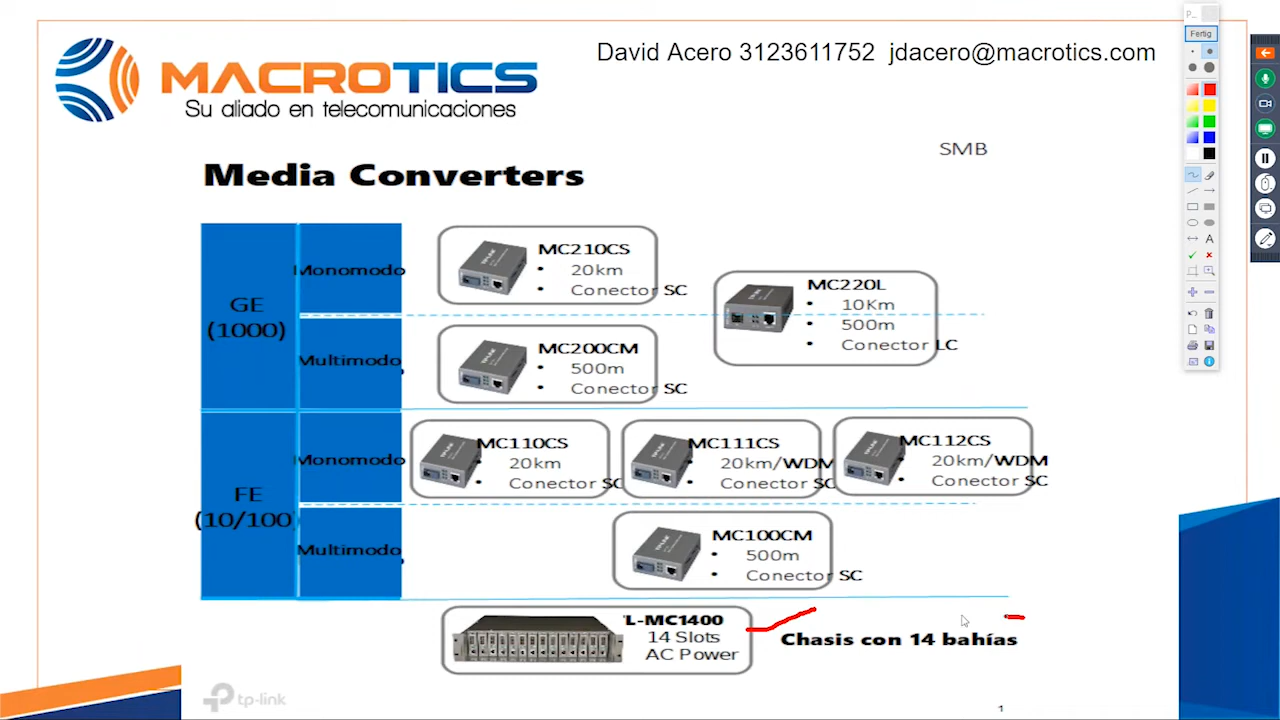 David Acero 3123611752 jdacero@macrotics.com
MACROTICS
Su aliado en telecomunicaciones
SMB
Media Converters
GE
(1000)
Monomodo
MC210CS
• 20km
• Conector SC
MC220L
• 10Km
• 500m
• Conector LC
Multimodo
MC200CM
• 500m
• Conector SC
FE
(10/100)
Monomodo
MC110CS
• 20km
• Conector SC
MC111CS
• 20km/WDM
• Conector SC
MC112CS
• 20km/WDM
• Conector SC
Multimodo
MC100CM
• 500m
• Conector SC
L-MC1400
14 Slots
AC Power
Chasis con 14 bahías
tp-link
1
Fertig